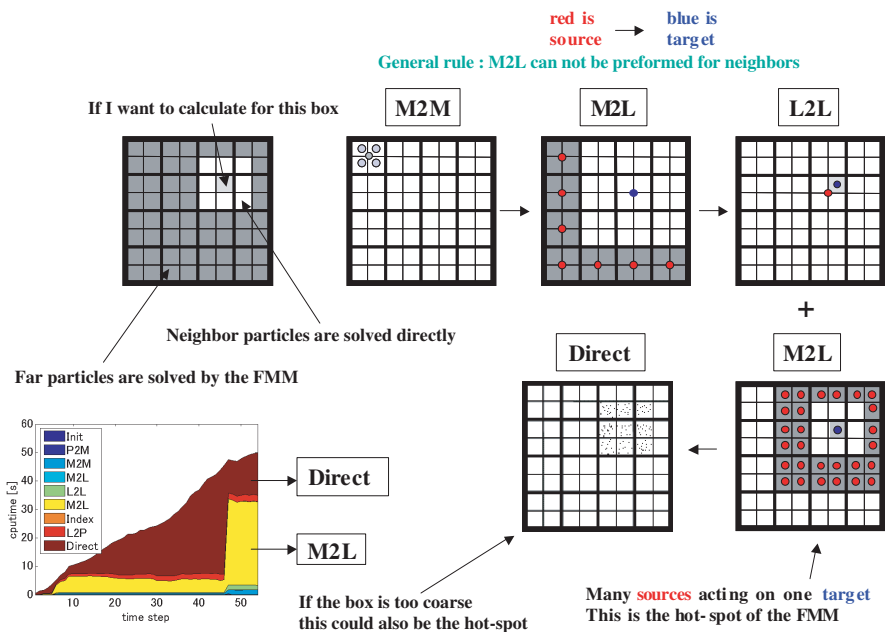 red is
source
blue is
target
General rule : M2L can not be preformed for neighbors
If I want to calculate for this box
M2M
M2L
L2L
Neighbor particles are solved directly
Far particles are solved by the FMM
+
Direct
M2L
60
50
40
30
20
10
0
cputime [s]
Init
P2M
M2M
M2L
L2L
M2L
Index
L2P
Direct
10
20
30
40
50
time step
Direct
M2L
If the box is too coarse
this could also be the hot-spot
Many sources acting on one target
This is the hot-spot of the FMM